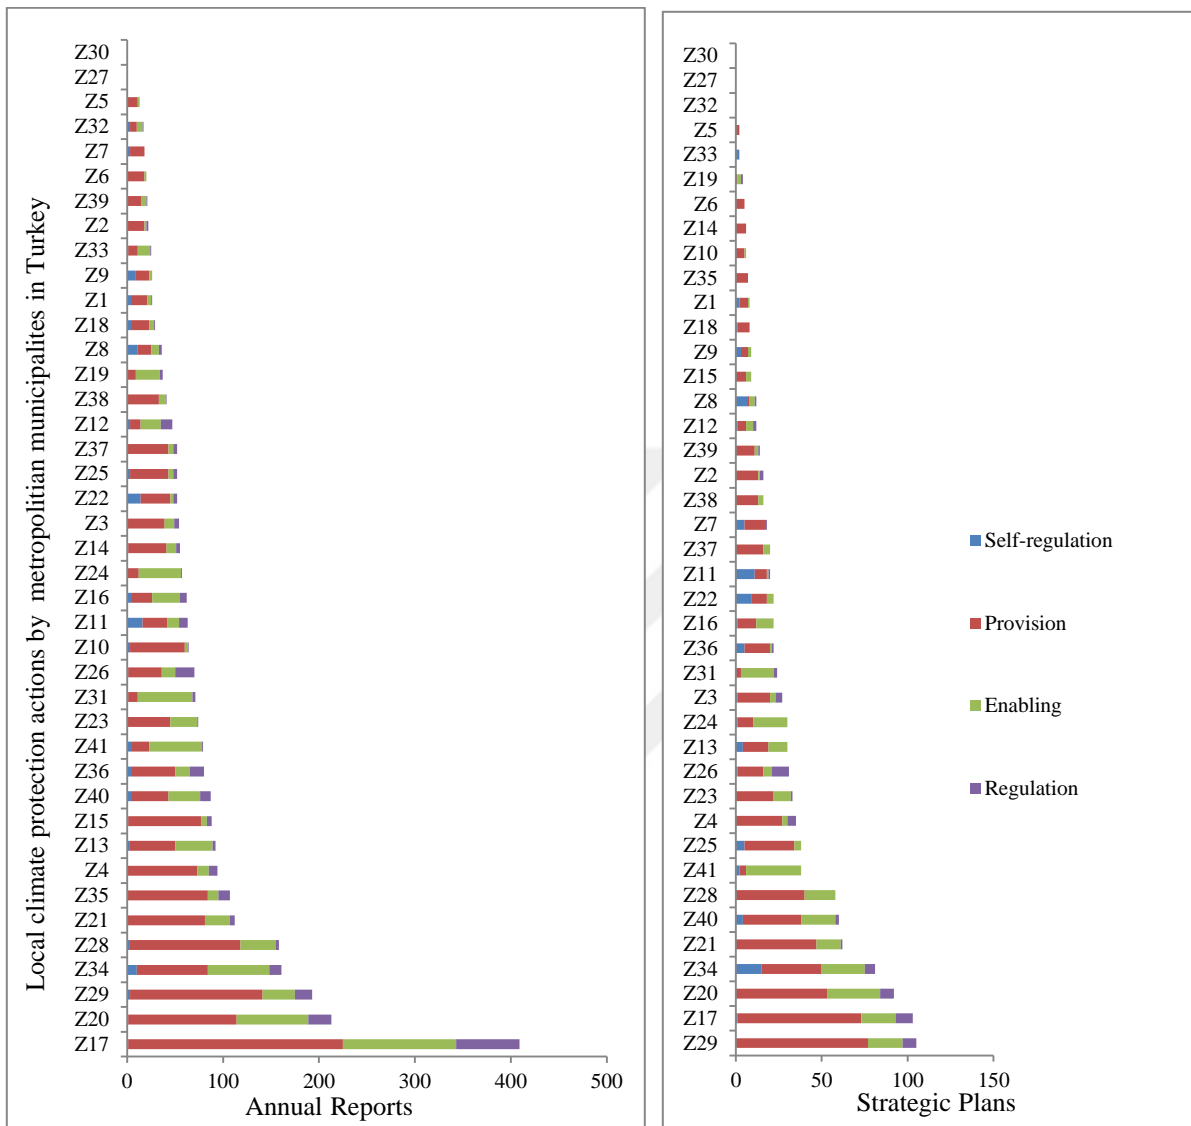 Local climate protection actions by metropolitian municipalites in Turkey
Z30
Z27
Z5
Z32
Z7
Z6
Z39
Z2
Z33
Z9
Z1
Z18
Z8
Z19
Z38
Z12
Z37
Z25
Z22
Z3
Z14
Z24
Z16
Z11
Z10
Z26
Z31
Z23
Z41
Z36
Z40
Z15
Z13
Z4
Z35
Z21
Z28
Z34
Z29
Z20
Z17
0 100 200 300 400 500
Annual Reports
Z30
Z27
Z32
Z5
Z33
Z19
Z6
Z14
Z10
Z35
Z1
Z18
Z9
Z15
Z8
Z12
Z39
Z2
Z38
Z7
Z37
Z11
Z22
Z16
Z36
Z31
Z3
Z24
Z13
Z26
Z23
Z4
Z25
Z41
Z28
Z40
Z21
Z34
Z20
Z17
Z29
0 50 100 150
Strategic Plans
Self-regulation
Provision
Enabling
Regulation